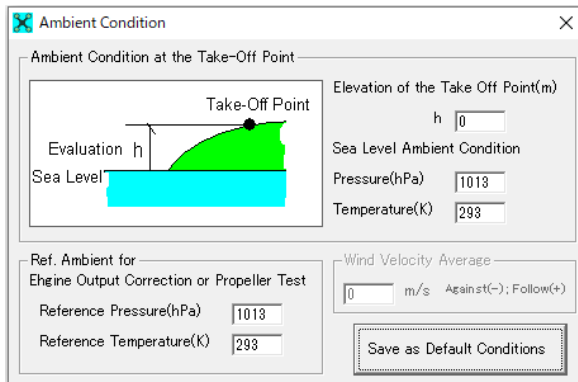 Ambient Condition
Ambient Condition at the Take-Off Point
Take-Off Point
Evaluation h
Sea Level
Elevation of the Take Off Point(m)
h 0
Sea Level Ambient Condition
Pressure(hPa) 1013
Temperature(K) 293
Ref. Ambient for
Ehgine Output Correction or Propeller Test
Reference Pressure(hPa) 1013
Reference Temperature(K) 293
Wind Velocity Average
0 m/s Against(-); Follow(+)
Save as Default Conditions